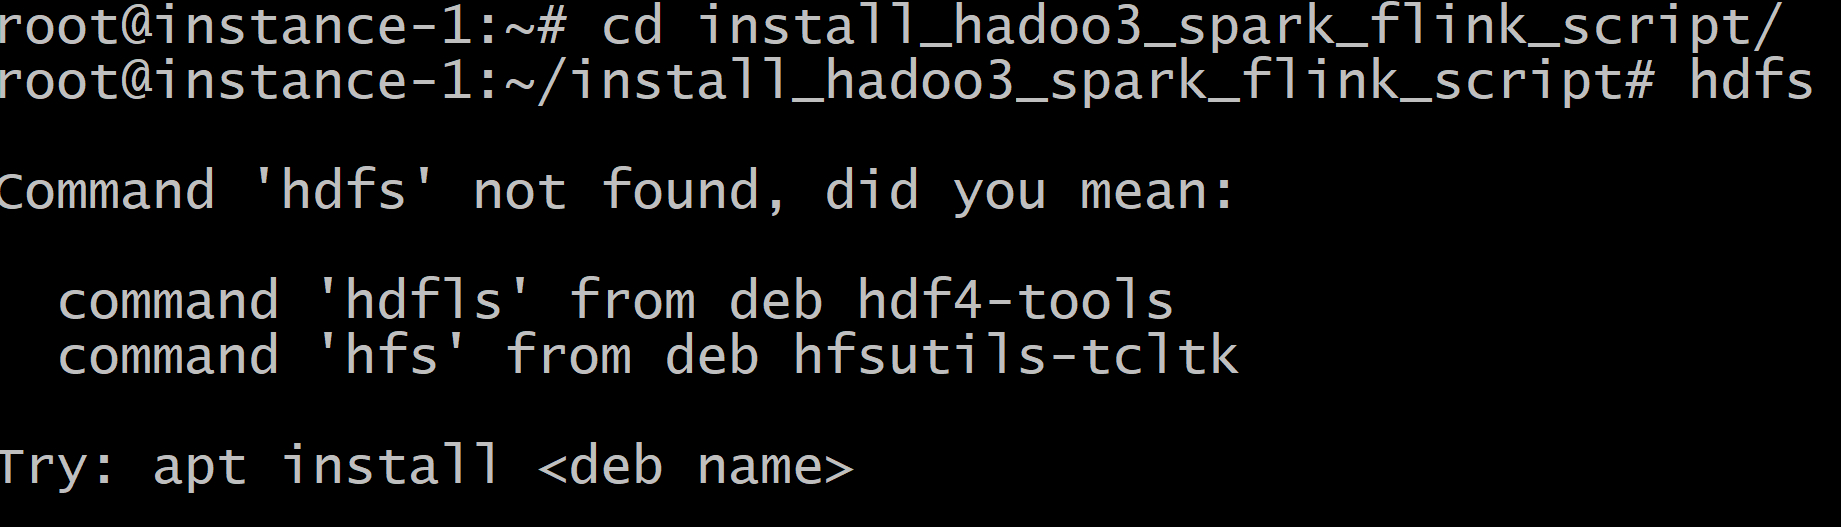 root@instance-1:~# cd install_hadoo3_spark_flink_script/
root@instance-1:~/install_hadoo3_spark_flink_script# hdfs
Command 'hdfs' not found, did you mean:
command 'hdfls' from deb hdf4-tools
command 'hfs' from deb hfsutils-tcltk
Try: apt install <deb name>